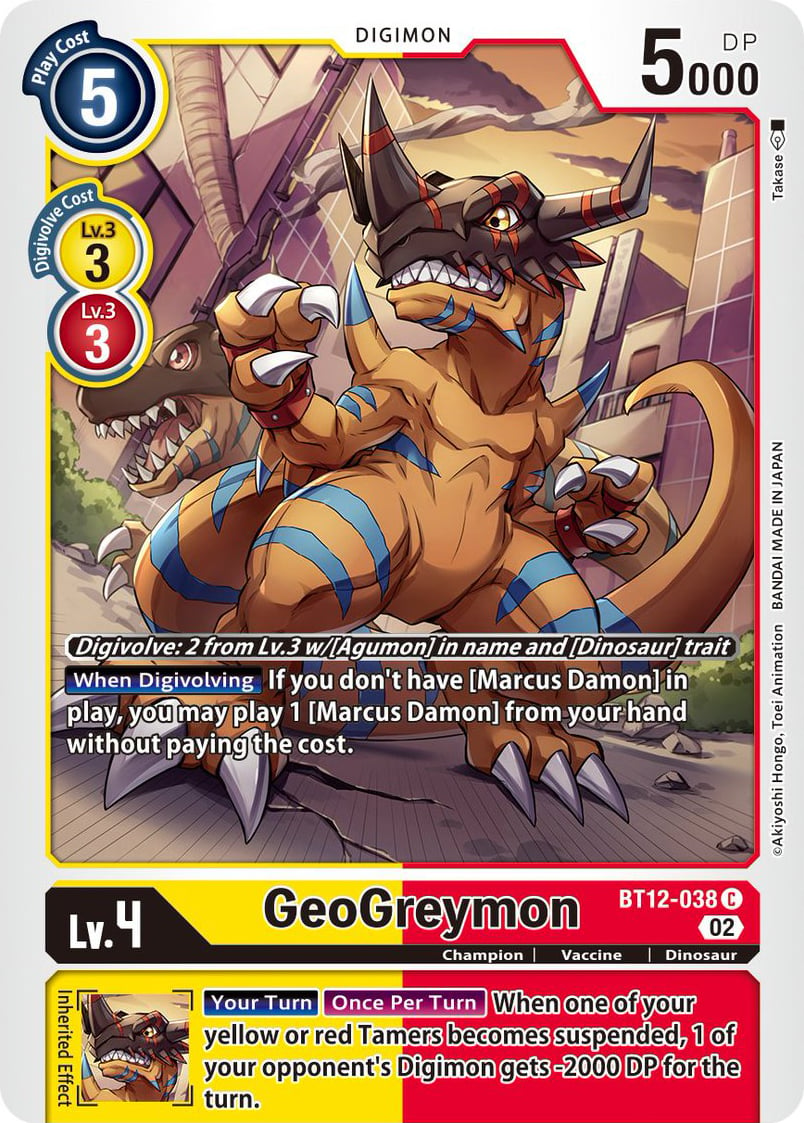 DIGIMON
Play Cost
5
DP
5000
Digivolve Cost
Lv.3
3
Lv.3
3
Takase
Digivolve: 2 from Lv.3 w/[Agumon] in name and [Dinosaur] trait
When Digivolving If you don't have [Marcus Damon] in
play, you may play 1 [Marcus Damon] from your hand
without paying the cost.
©Akiyoshi Hongo, Toei Animation BANDAI MADE IN JAPAN
Lv.4
GeoGreymon
BT12-038 C
02
Champion | Vaccine | Dinosaur
Inherited Effect
Your Turn Once Per Turn When one of your
yellow or red Tamers becomes suspended, 1 of
your opponent's Digimon gets -2000 DP for the
turn.